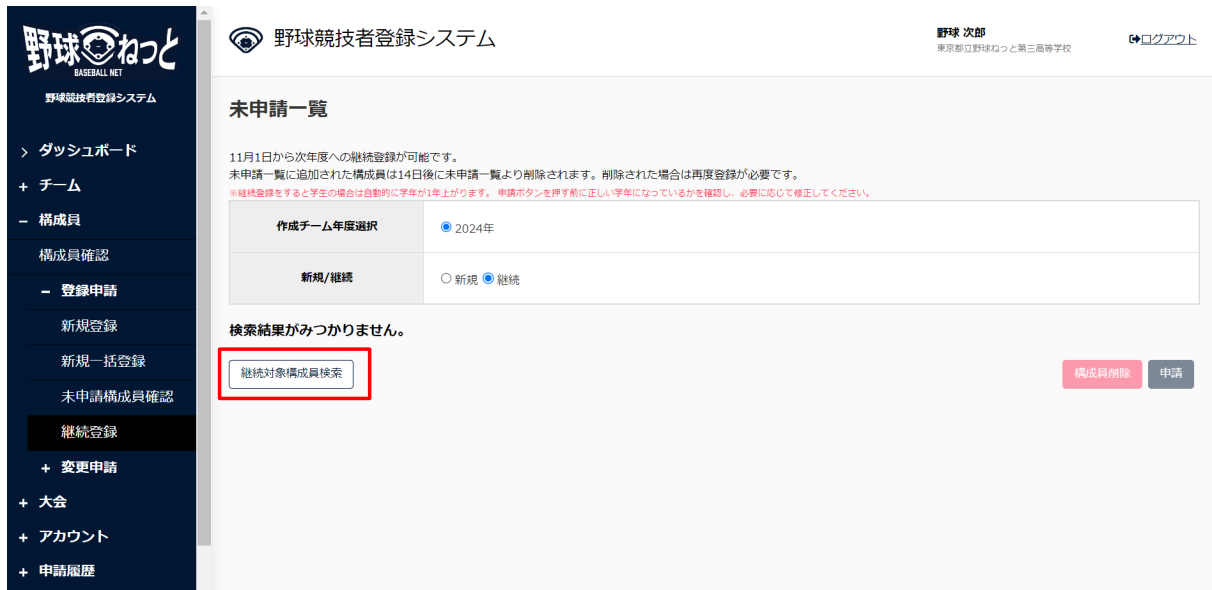 野球ねっと
BASEBALL NET
野球競技者登録システム
> ダッシュボード
+ チーム
− 構成員
構成員確認
− 登録申請
新規登録
新規一括登録
未申請構成員確認
継続登録
+ 変更申請
+ 大会
+ アカウント
+ 申請履歴
野球競技者登録システム
野球 次郎
東京都立野球ねっと第三高等学校
ログアウト
未申請一覧
11月1日から次年度への継続登録が可能です。
未申請一覧に追加された構成員は14日後に未申請一覧より削除されます。削除された場合は再度登録が必要です。
※継続登録をすると学生の場合は自動的に学年が1年上がります。 申請ボタンを押す前に正しい学年になっているかを確認し、必要に応じて修正してください。
作成チーム年度選択 2024年
新規/継続 新規 継続
検索結果がみつかりません。
継続対象構成員検索 構成員削除 申請